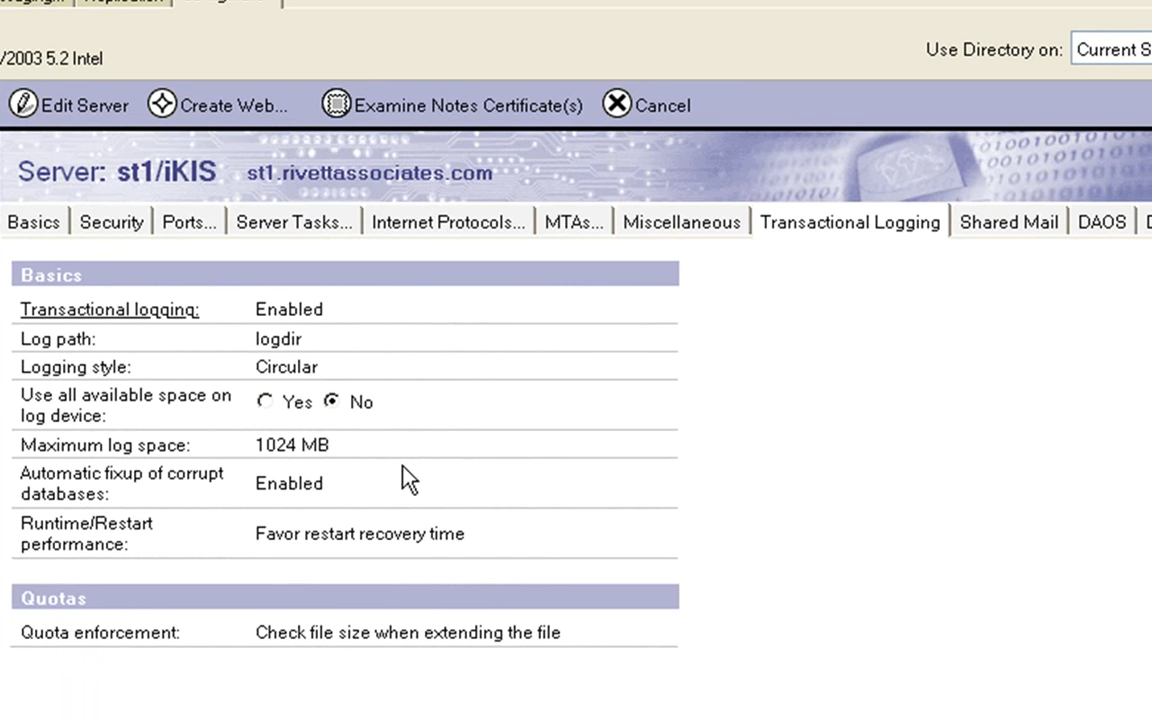 /2003 5.2 Intel
Use Directory on: Current S
Edit Server Create Web... Examine Notes Certificate(s) Cancel
Server: st1/iKIS st1.rivettassociates.com
Basics Security Ports... Server Tasks... Internet Protocols... MTAs... Miscellaneous Transactional Logging Shared Mail DAOS
Basics
Transactional logging: Enabled
Log path: logdir
Logging style: Circular
Use all available space on
log device: Yes No
Maximum log space: 1024 MB
Automatic fixup of corrupt
databases: Enabled
Runtime/Restart
performance: Favor restart recovery time
Quotas
Quota enforcement: Check file size when extending the file